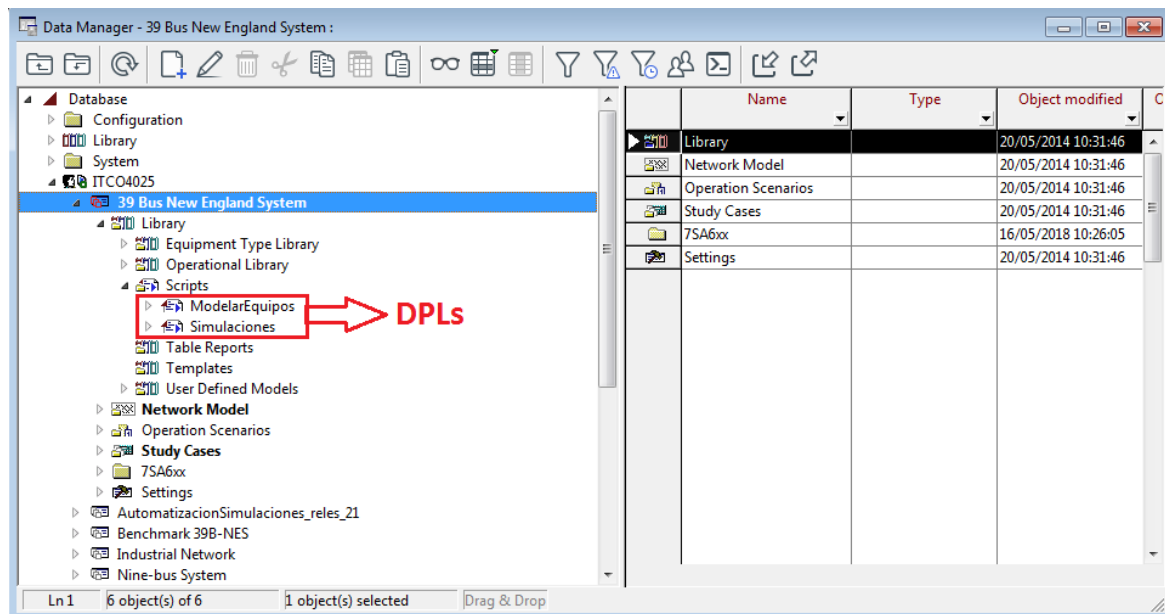 Data Manager - 39 Bus New England System :
Database
Configuration
Library
System
ITCO4025
39 Bus New England System
Library
Equipment Type Library
Operational Library
Scripts
ModelarEquipos
Simulaciones
DPLs
Table Reports
Templates
User Defined Models
Network Model
Operation Scenarios
Study Cases
7SA6xx
Settings
AutomatizacionSimulaciones_reles_21
Benchmark 39B-NES
Industrial Network
Nine-bus System
Name Type Object modified
Library 20/05/2014 10:31:46
Network Model 20/05/2014 10:31:46
Operation Scenarios 20/05/2014 10:31:46
Study Cases 20/05/2014 10:31:46
7SA6xx 16/05/2018 10:26:05
Settings 20/05/2014 10:31:46
Ln 1 6 object(s) of 6 1 object(s) selected Drag & Drop